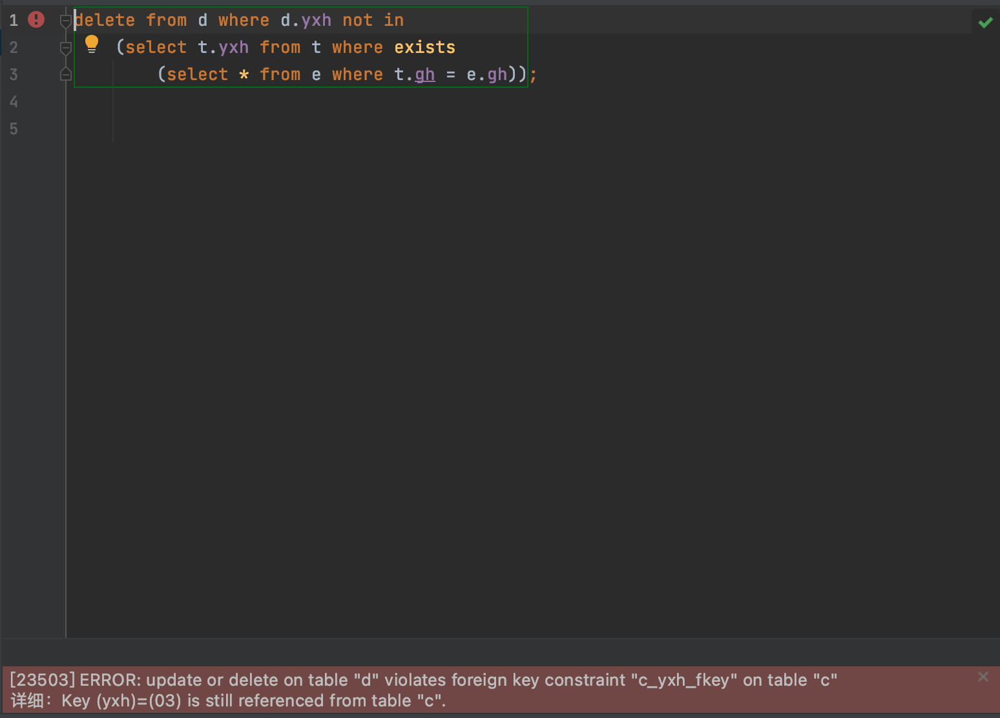 1 delete from d where d.yxh not in
2 (select t.yxh from t where exists
3 (select * from e where t.gh = e.gh));
4
5
[23503] ERROR: update or delete on table "d" violates foreign key constraint "c_yxh_fkey" on table "c"
详细：Key (yxh)=(03) is still referenced from table "c".